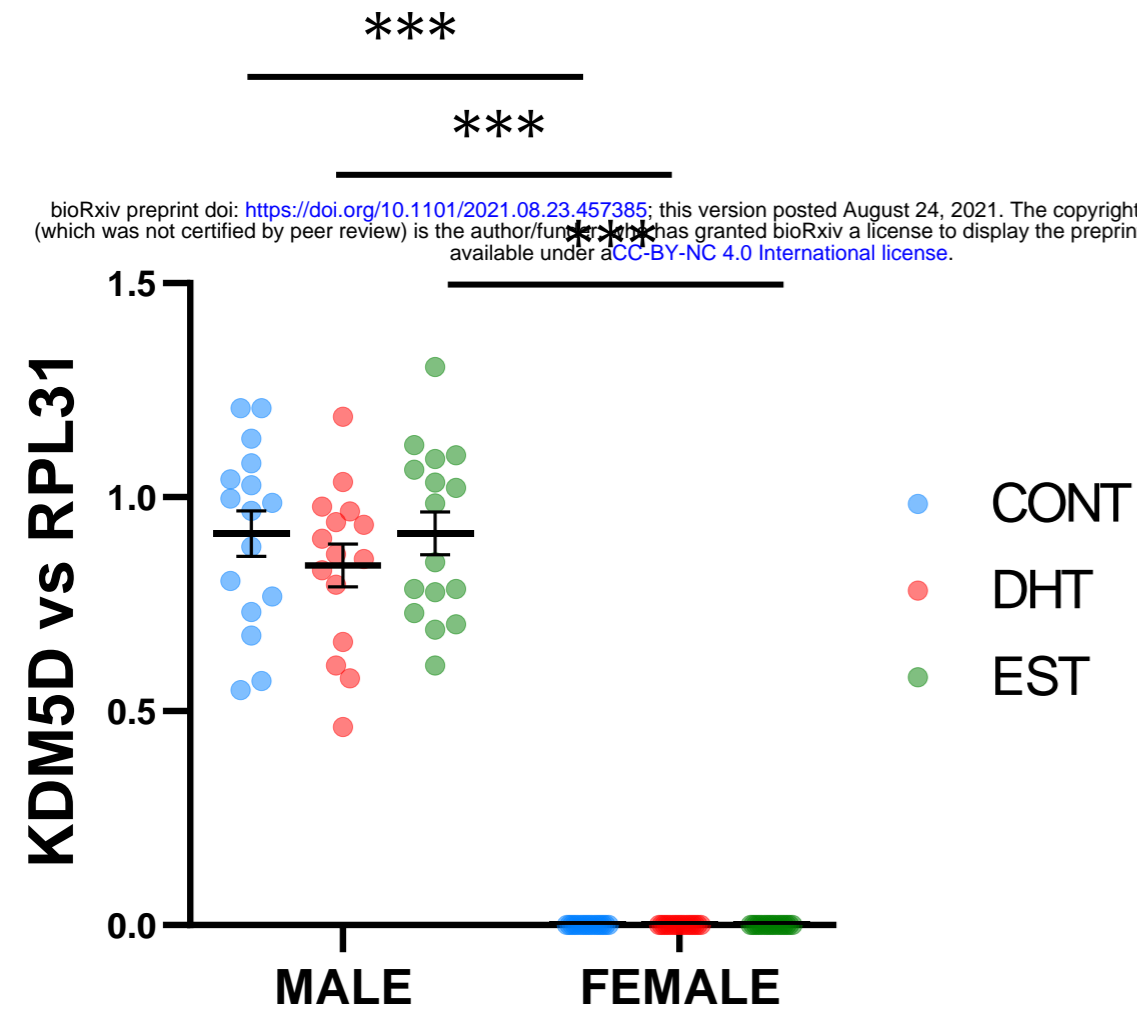 ***
***
bioRxiv preprint doi: https://doi.org/10.1101/2021.08.23.457385; this version posted August 24, 2021. The copyright
(which was not certified by peer review) is the author/funder, who has granted bioRxiv a license to display the preprin
***
available under aCC-BY-NC 4.0 International license.
KDM5D vs RPL31
1.5
1.0
0.5
0.0
MALE
FEMALE
CONT
DHT
EST